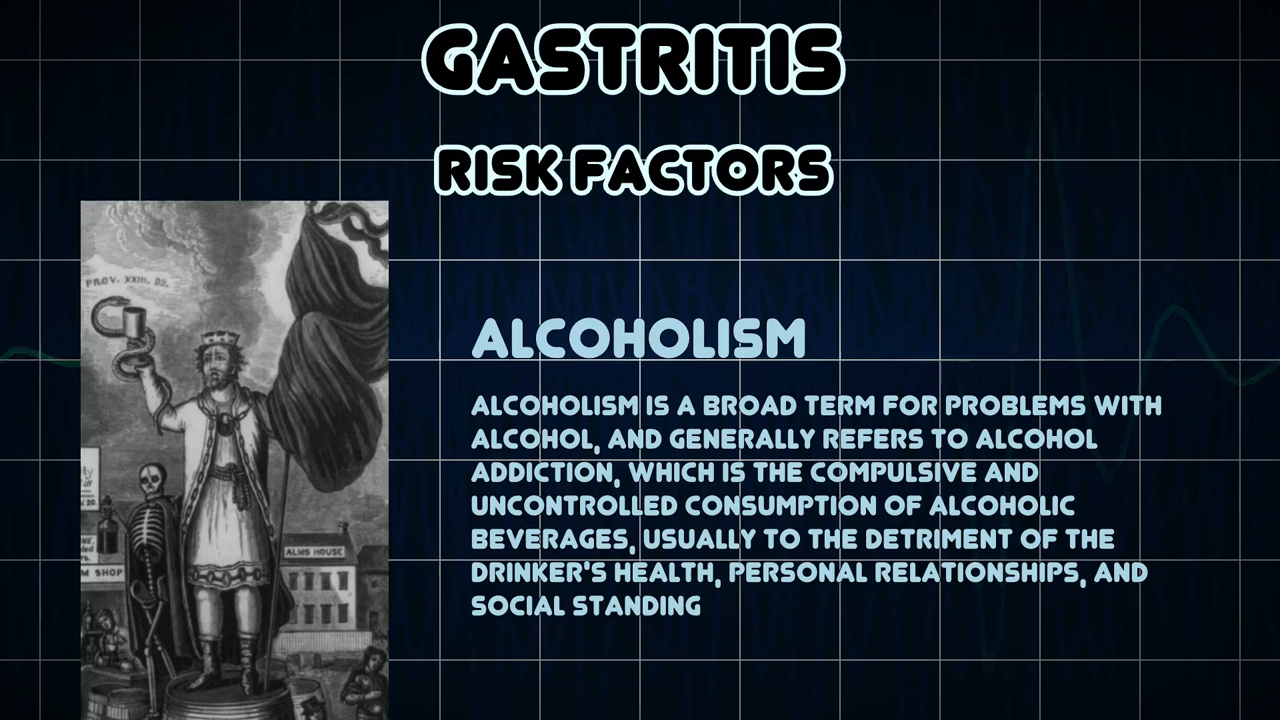 GASTRITIS
RISK FACTORS
PROV. XXIII. 32.
ALCOHOLISM
ALCOHOLISM IS A BROAD TERM FOR PROBLEMS WITH
ALCOHOL, AND GENERALLY REFERS TO ALCOHOL
ADDICTION, WHICH IS THE COMPULSIVE AND
UNCONTROLLED CONSUMPTION OF ALCOHOLIC
BEVERAGES, USUALLY TO THE DETRIMENT OF THE
DRINKER'S HEALTH, PERSONAL RELATIONSHIPS, AND
SOCIAL STANDING
ALMS HOUSE
M SHOP